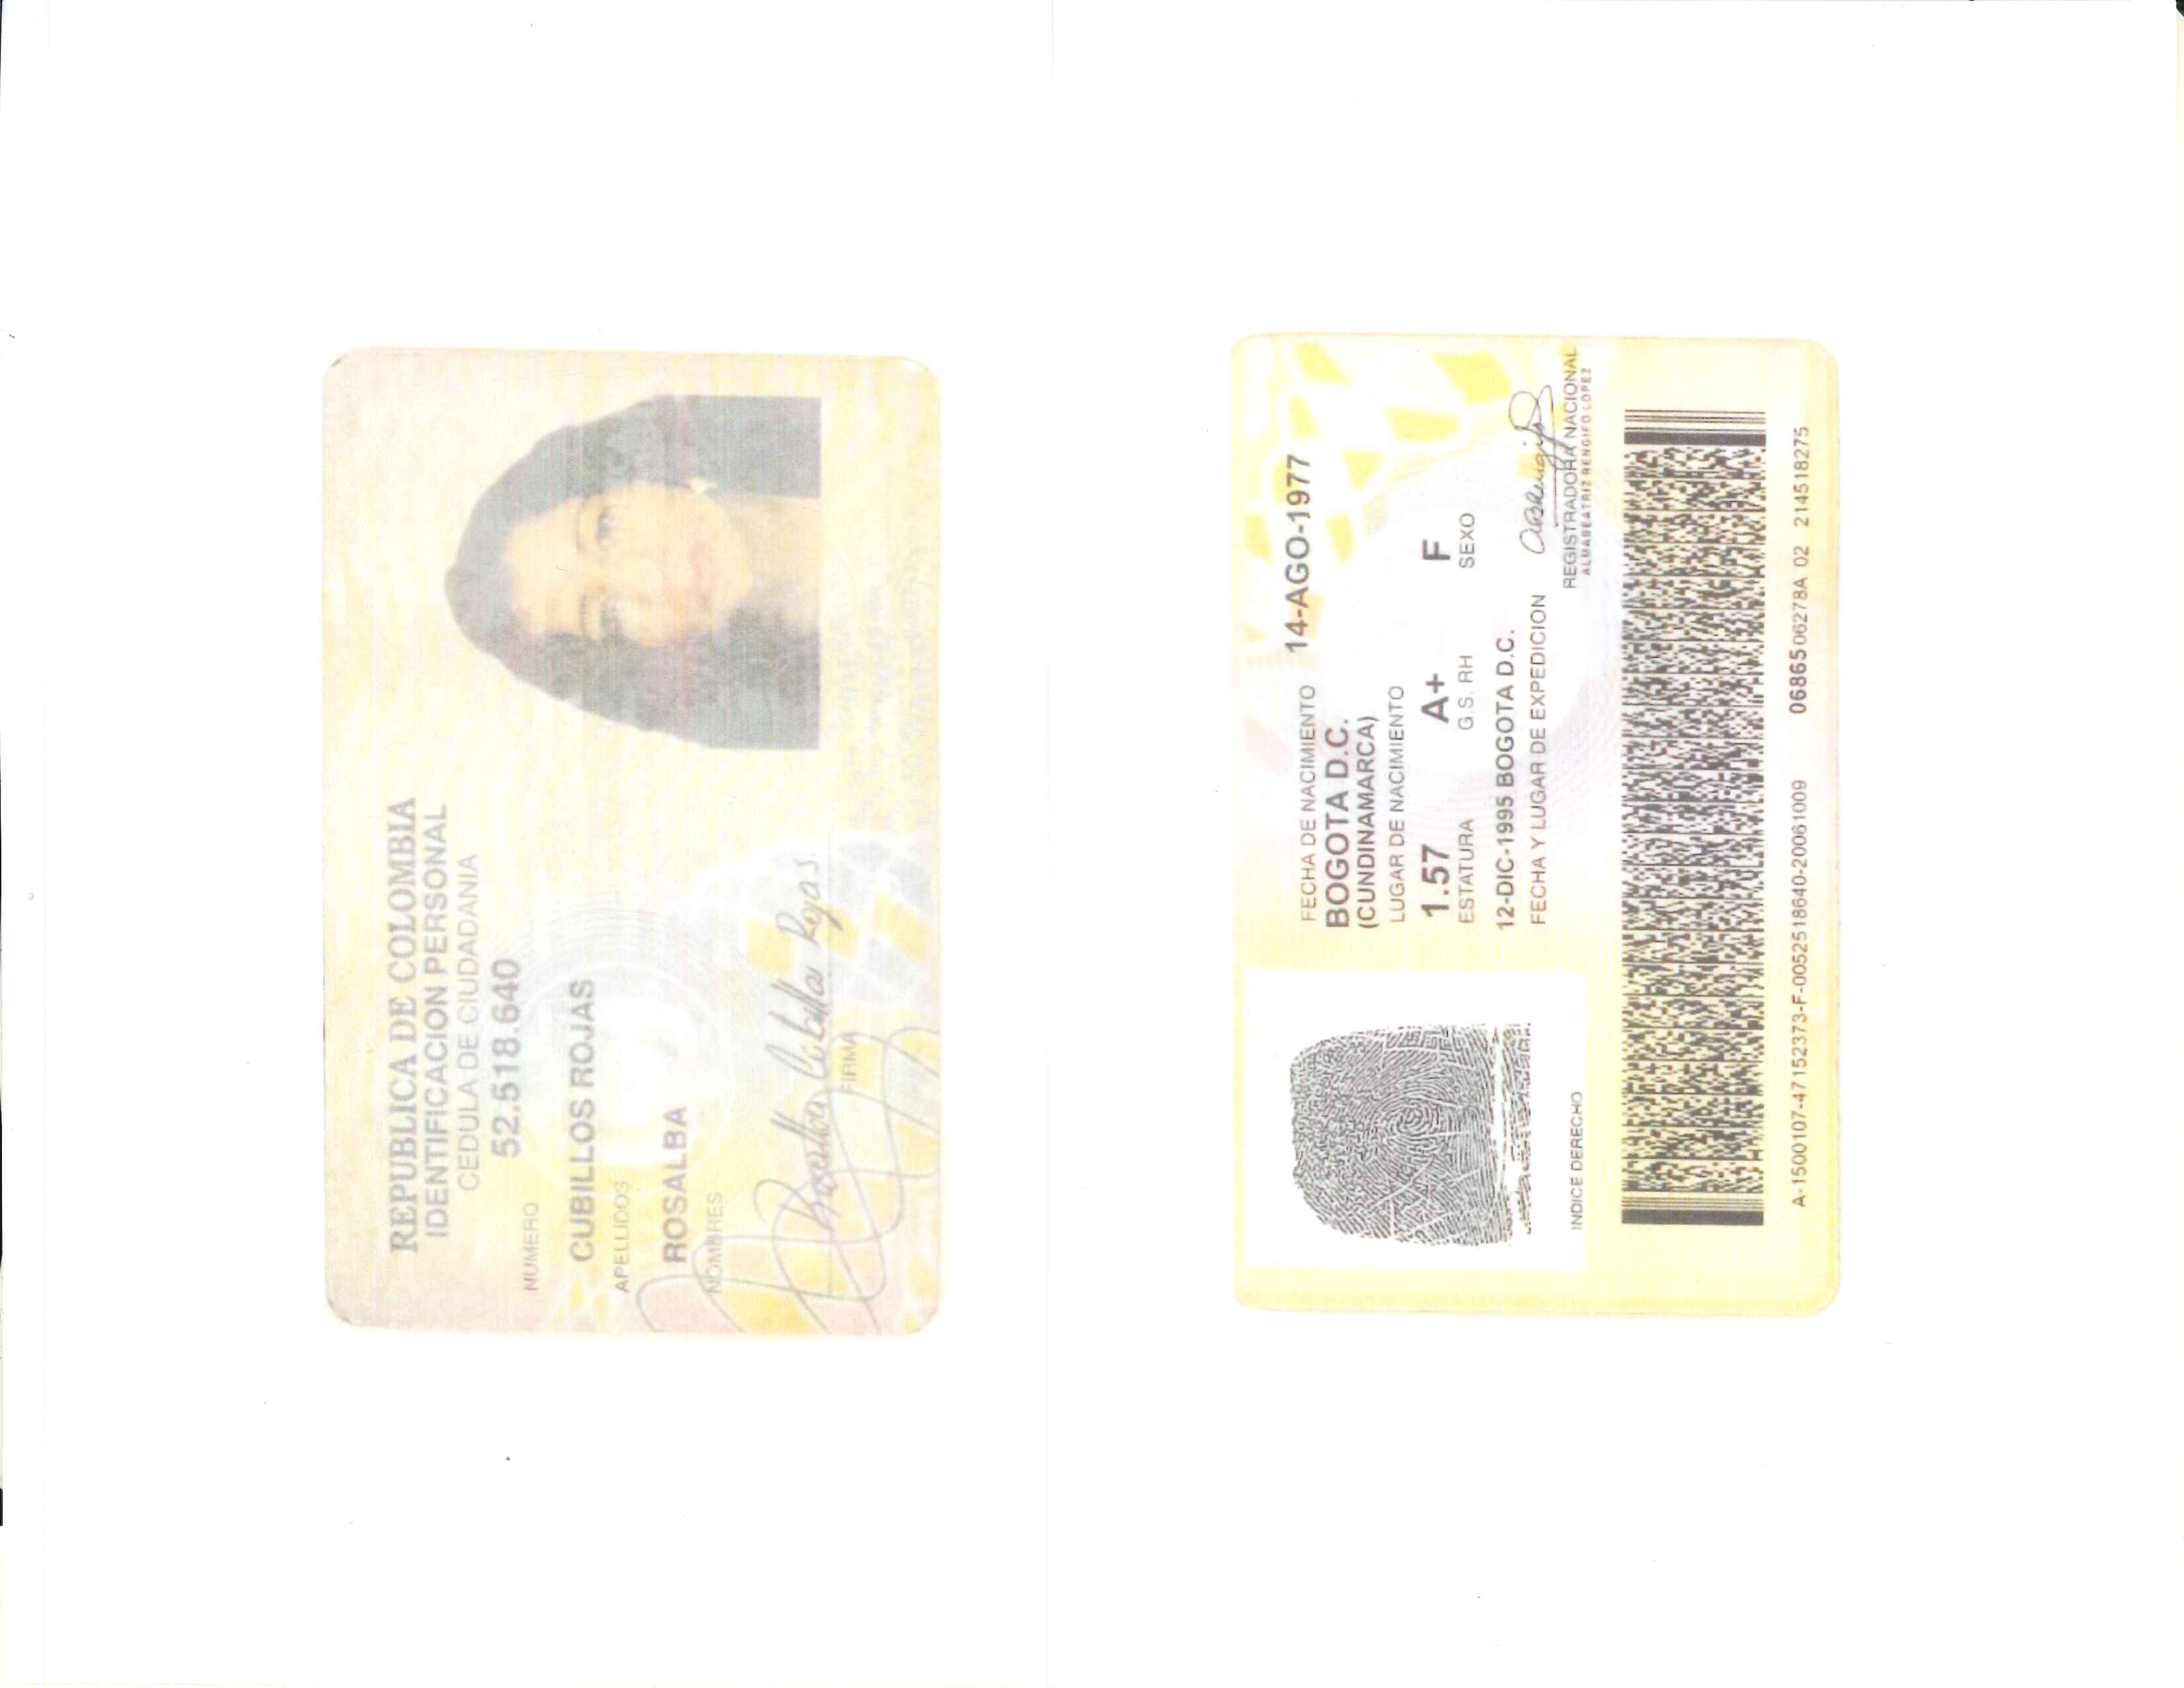 REPUBLICA DE COLOMBIA
IDENTIFICACION PERSONAL
CEDULA DE CIUDADANIA
NUMERO 52.518.640
CUBILLOS ROJAS
APELLIDOS
ROSALBA
NOMBRES
Rosalba Cubillos Rojas
FIRMA
FECHA DE NACIMIENTO 14-AGO-1977
BOGOTA D.C.
(CUNDINAMARCA)
LUGAR DE NACIMIENTO
1.57 A+ F
ESTATURA G.S. RH SEXO
12-DIC-1995 BOGOTA D.C.
FECHA Y LUGAR DE EXPEDICION
REGISTRADORA NACIONAL
ALMABEATRIZ RENGIFO LOPEZ
INDICE DERECHO
A-1500107-47152373-F-0052518640-20061009 0686506278A 02 214518275